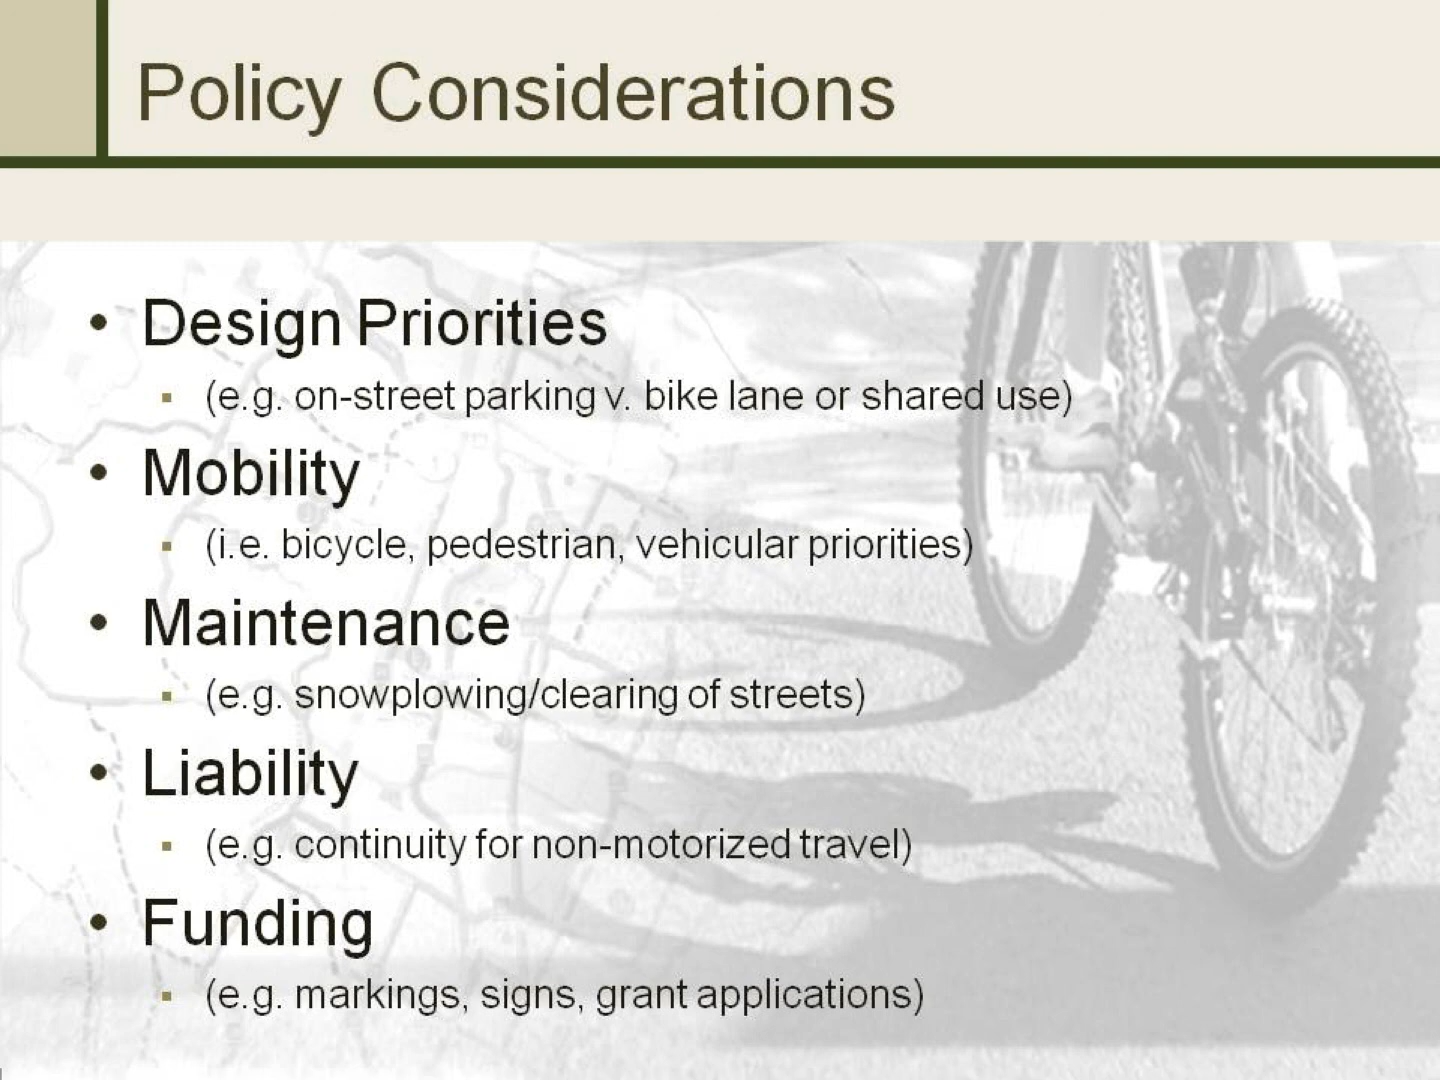 Policy Considerations
• Design Priorities
▪ (e.g. on-street parking v. bike lane or shared use)
• Mobility
▪ (i.e. bicycle, pedestrian, vehicular priorities)
• Maintenance
▪ (e.g. snowplowing/clearing of streets)
• Liability
▪ (e.g. continuity for non-motorized travel)
• Funding
▪ (e.g. markings, signs, grant applications)